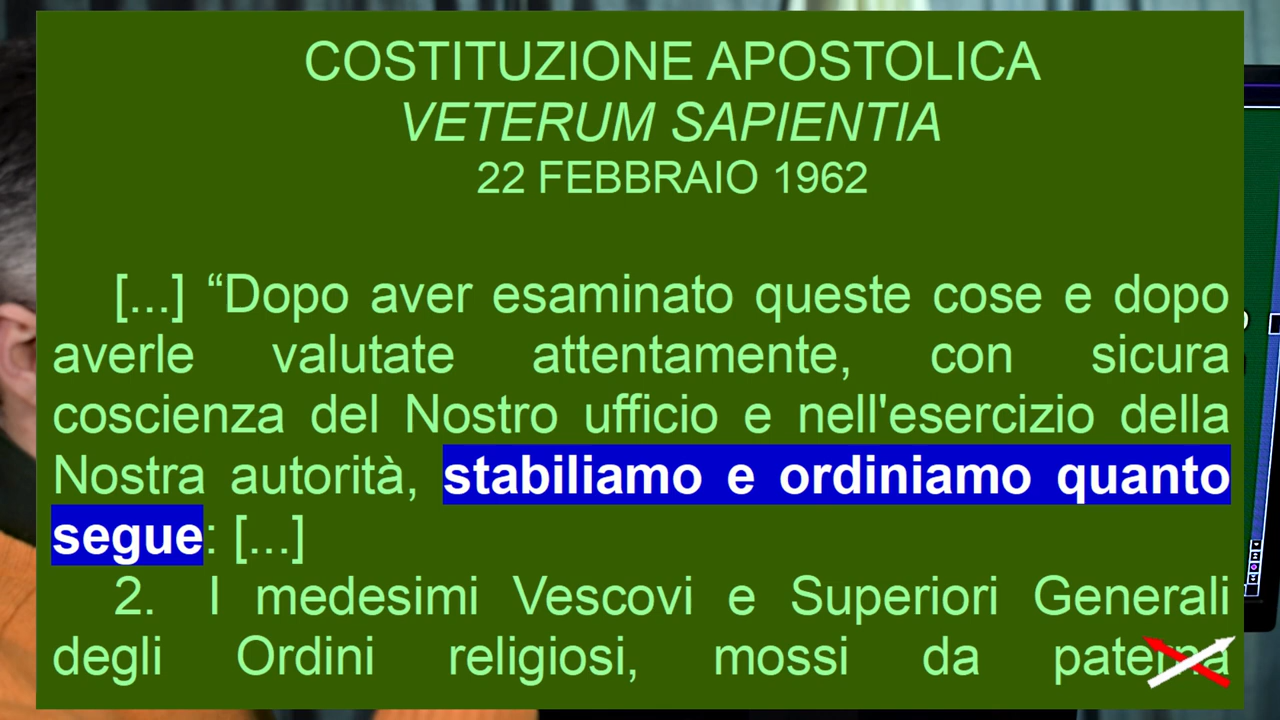 COSTITUZIONE APOSTOLICA
VETERUM SAPIENTIA
22 FEBBRAIO 1962
[...] “Dopo aver esaminato queste cose e dopo
averle valutate attentamente, con sicura
coscienza del Nostro ufficio e nell'esercizio della
Nostra autorità, stabiliamo e ordiniamo quanto
segue: [...]
2. I medesimi Vescovi e Superiori Generali
degli Ordini religiosi, mossi da paterna